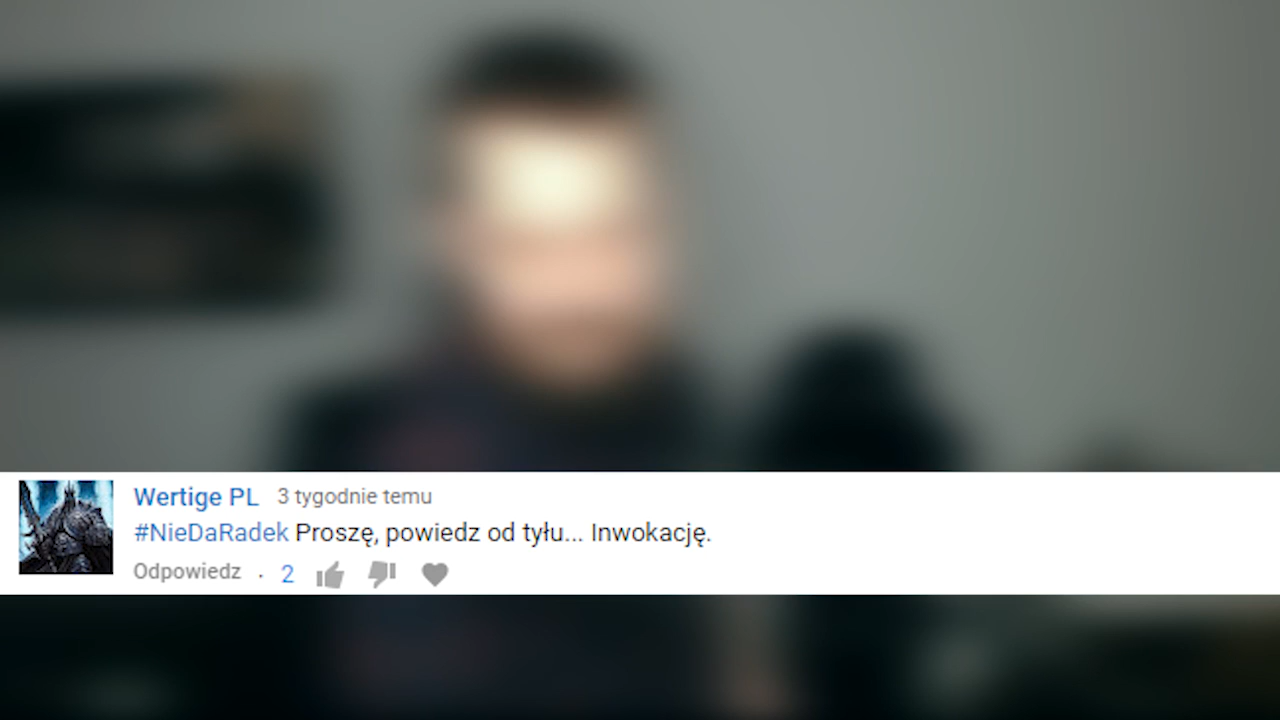 Wertige PL 3 tygodnie temu
#NieDaRadek Proszę, powiedz od tyłu... Inwokację.
Odpowiedz · 2